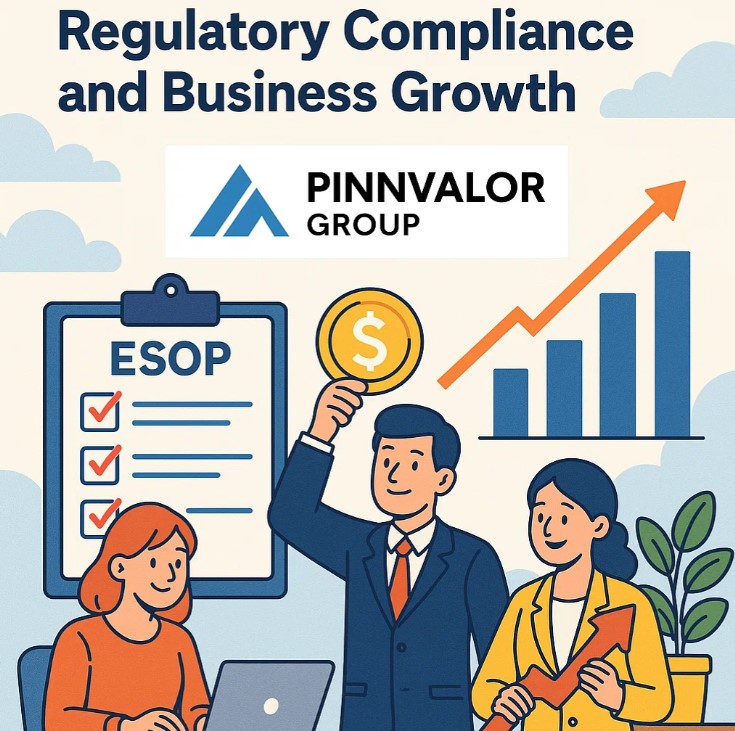 Regulatory Compliance
and Business Growth
PINNVALOR
GROUP
ESOP
$